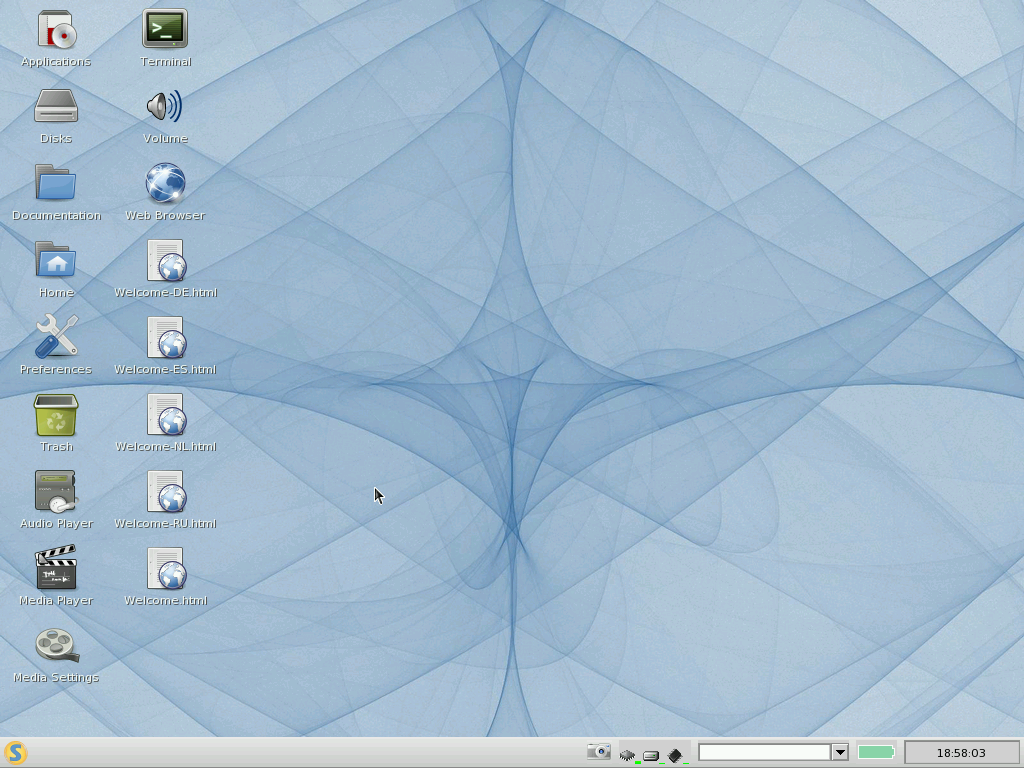 Applications
Terminal
Disks
Volume
Documentation
Web Browser
Home
Welcome-DE.html
Preferences
Welcome-ES.html
Trash
Welcome-NL.html
Audio Player
Welcome-RU.html
Media Player
Welcome.html
Media Settings
S
18:58:03